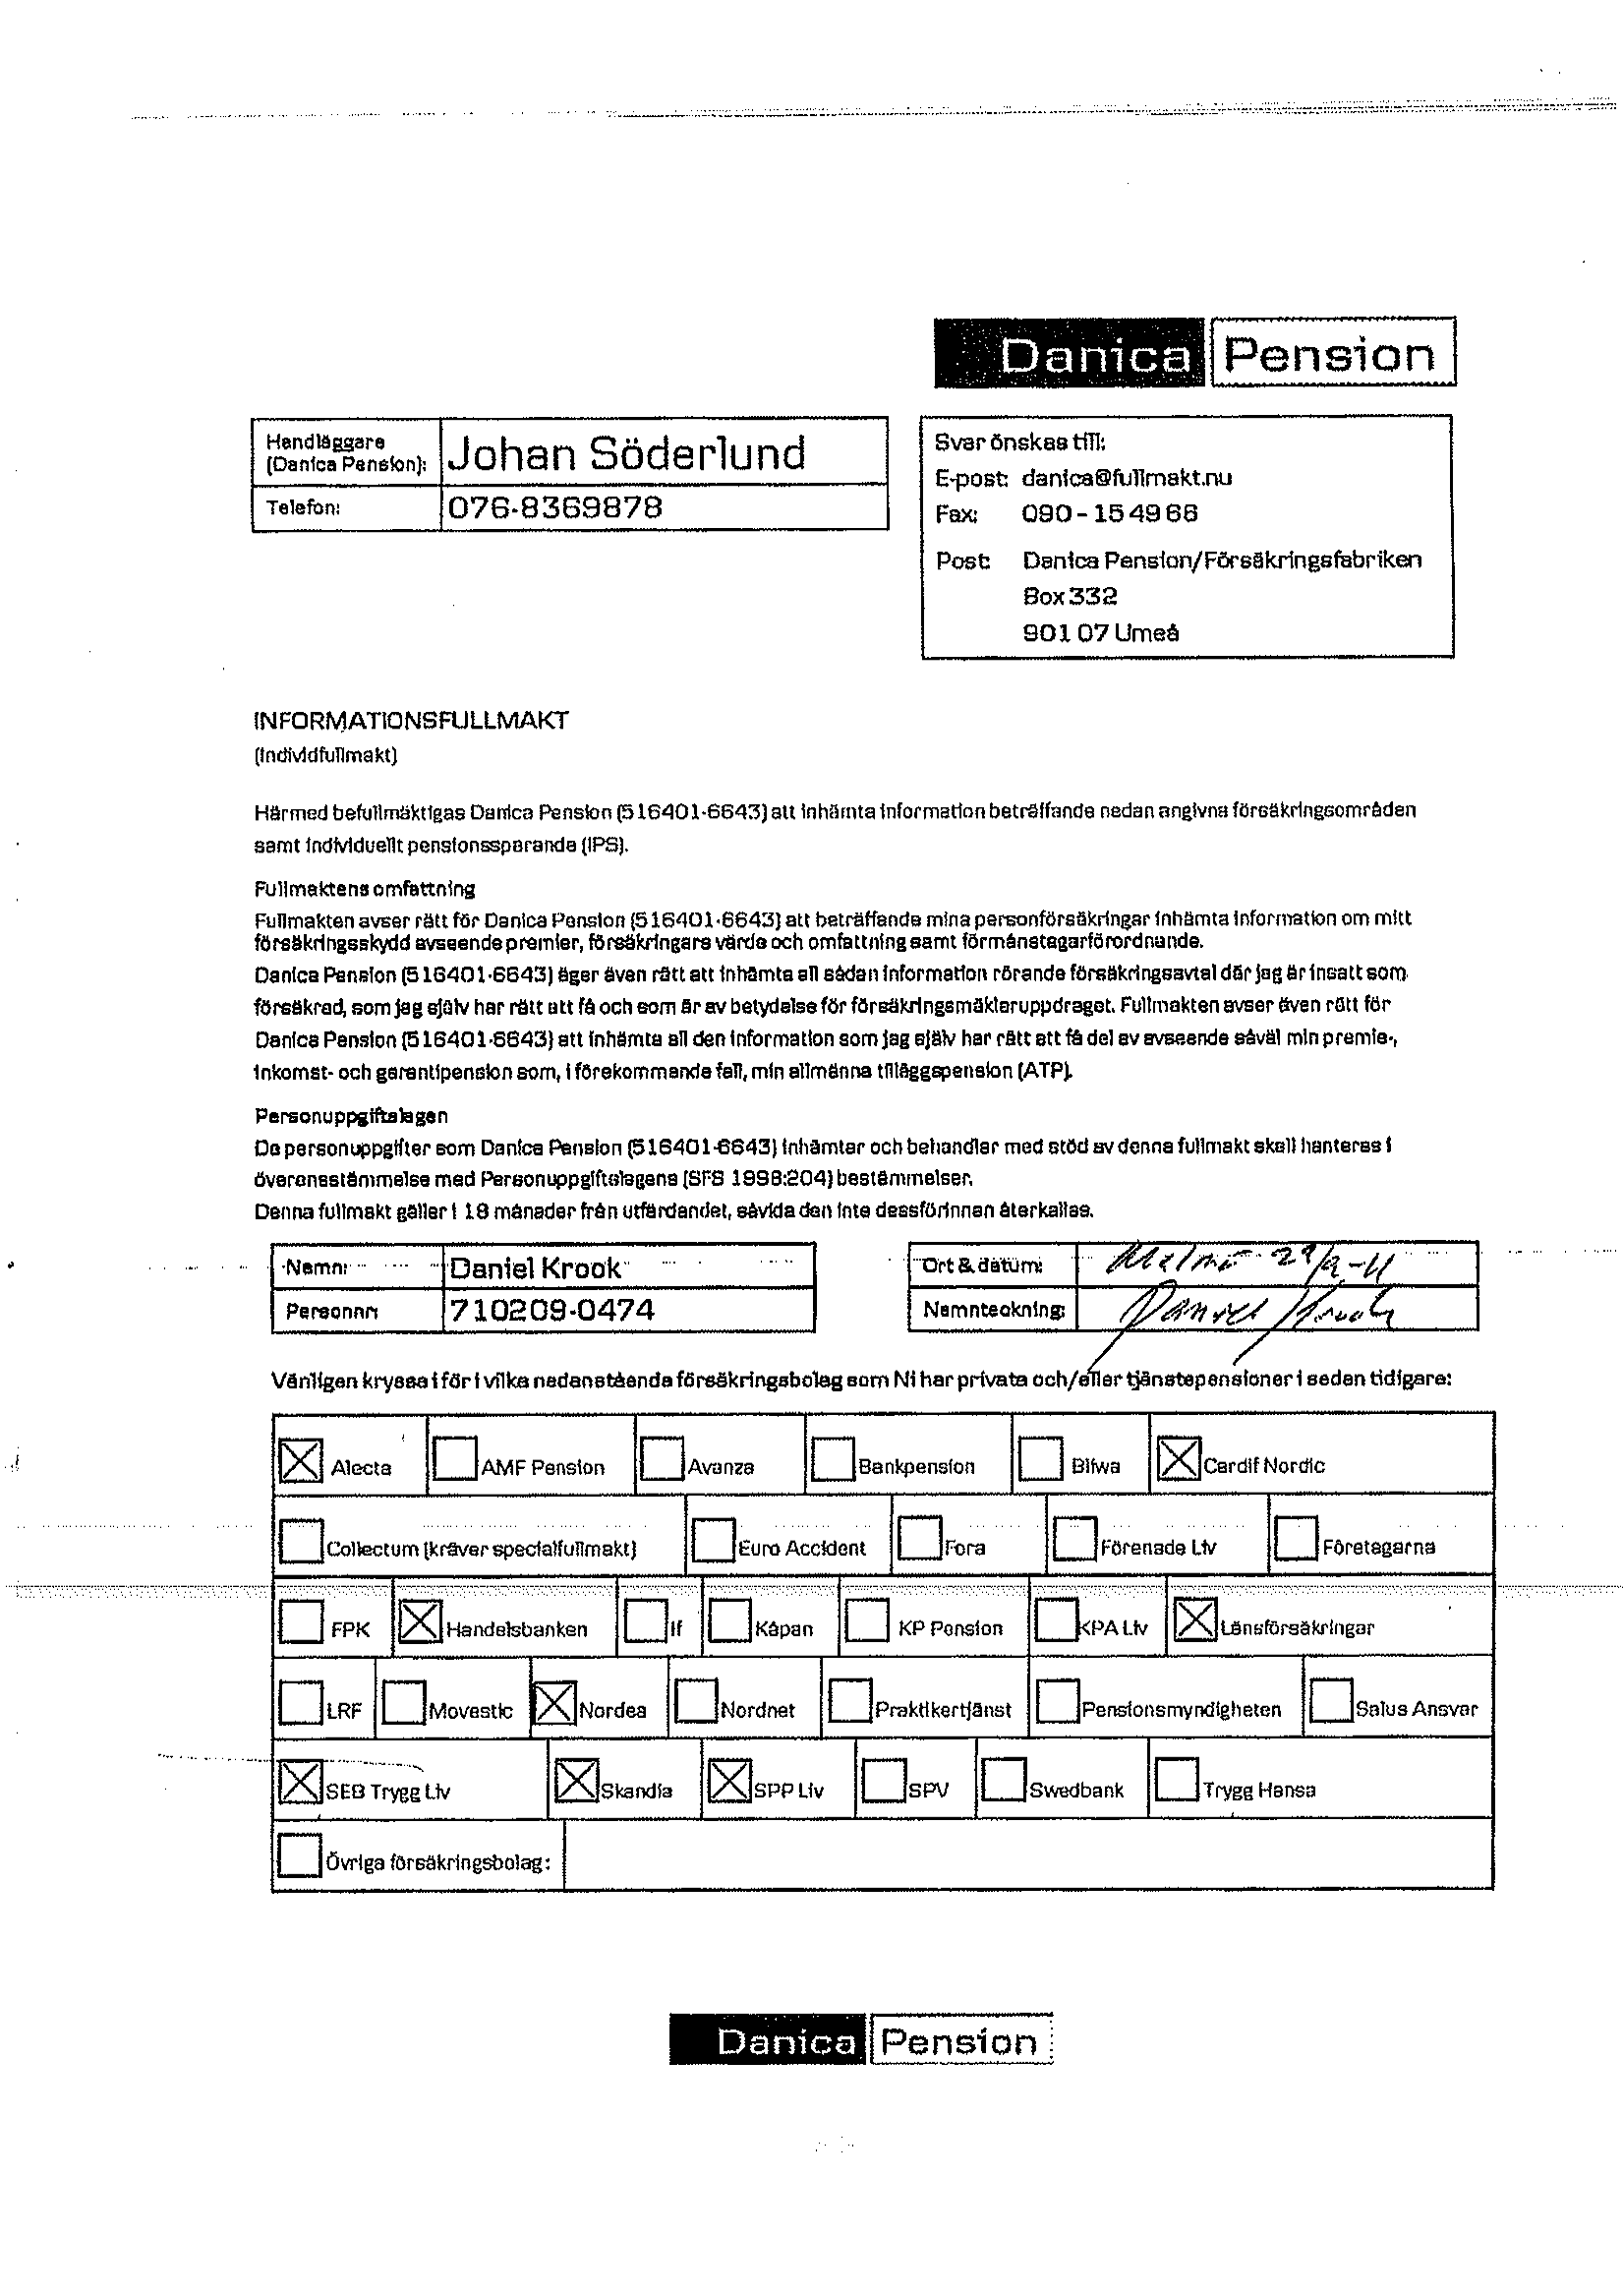 Danica Pension
Handläggare
(Danica Pension):
Johan Söderlund
Telefon:
076-8369878
Svar önskas till:
E-post: danica@fullmakt.nu
Fax: 090-154966
Post: Danica Pension/Försäkringsfabriken
Box 332
901 07 Umeå
INFORMATIONSFULLMAKT
(Individfullmakt)
Härmed befullmäktigas Danica Pension (516401-6643) att inhämta information beträffande nedan angivna försäkringsområden
samt individuellt pensionssparande (IPS).
Fullmaktens omfattning
Fullmakten avser rätt för Danica Pension (516401-6643) att beträffande mina personförsäkringar inhämta information om mitt
försäkringsskydd avseende premier, försäkringars värde och omfattning samt förmånstagarförordnande.
Danica Pension (516401-6643) äger även rätt att inhämta all sådan information rörande försäkringsavtal där jag är insatt som
försäkrad, som jag själv har rätt att få och som är av betydelse för försäkringsmäklaruppdraget. Fullmakten avser även rätt för
Danica Pension (516401-6643) att inhämta all den information som jag själv har rätt att få del av avseende såväl min premie-,
inkomst- och garantipension som, i förekommande fall, min allmänna tilläggspension (ATP).
Personuppgiftslagen
De personuppgifter som Danica Pension (516401-6643) inhämtar och behandlar med stöd av denna fullmakt skall hanteras i
överensstämmelse med Personuppgiftslagens (SFS 1998:204) bestämmelser.
Denna fullmakt gäller i 18 månader från utfärdandet, såvida den inte dessförinnan återkallas.
Namn: Daniel Krook
Personnr: 710209-0474
Ort & datum: Malmö 29/9-11
Namnteckning: Daniel Krook
Vänligen kryssa i för i vilka nedanstående försäkringsbolag som Ni har privata och/eller tjänstepensioner i sedan tidigare:
Alecta AMF Pension Avanza Bankpension Bliwa Cardif Nordic
Collectum (kräver specialfullmakt) Euro Accident Fora Förenade Liv Företagarna
FPK Handelsbanken If Kåpan KP Pension KPA Liv Länsförsäkringar
LRF Movestic Nordea Nordnet Praktikertjänst Pensionsmyndigheten Salus Ansvar
SEB Trygg Liv Skandia SPP Liv SPV Swedbank Trygg Hansa
Övriga försäkringsbolag:
Danica Pension